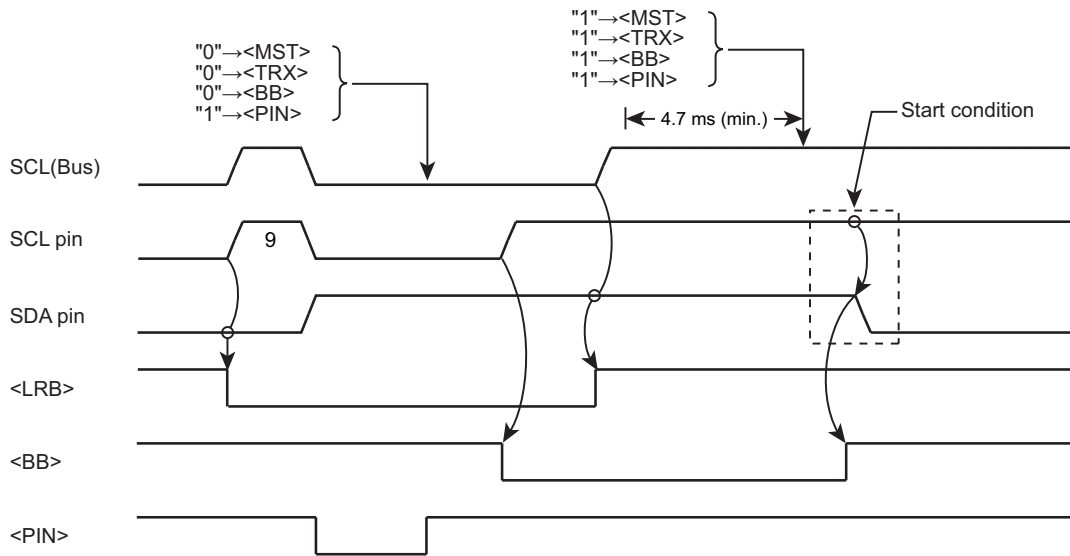 "0"→<MST>
"0"→<TRX>
"0"→<BB>
"1"→<PIN>
"1"→<MST>
"1"→<TRX>
"1"→<BB>
"1"→<PIN>
4.7 ms (min.)
Start condition
SCL(Bus)
SCL pin
9
SDA pin
<LRB>
<BB>
<PIN>